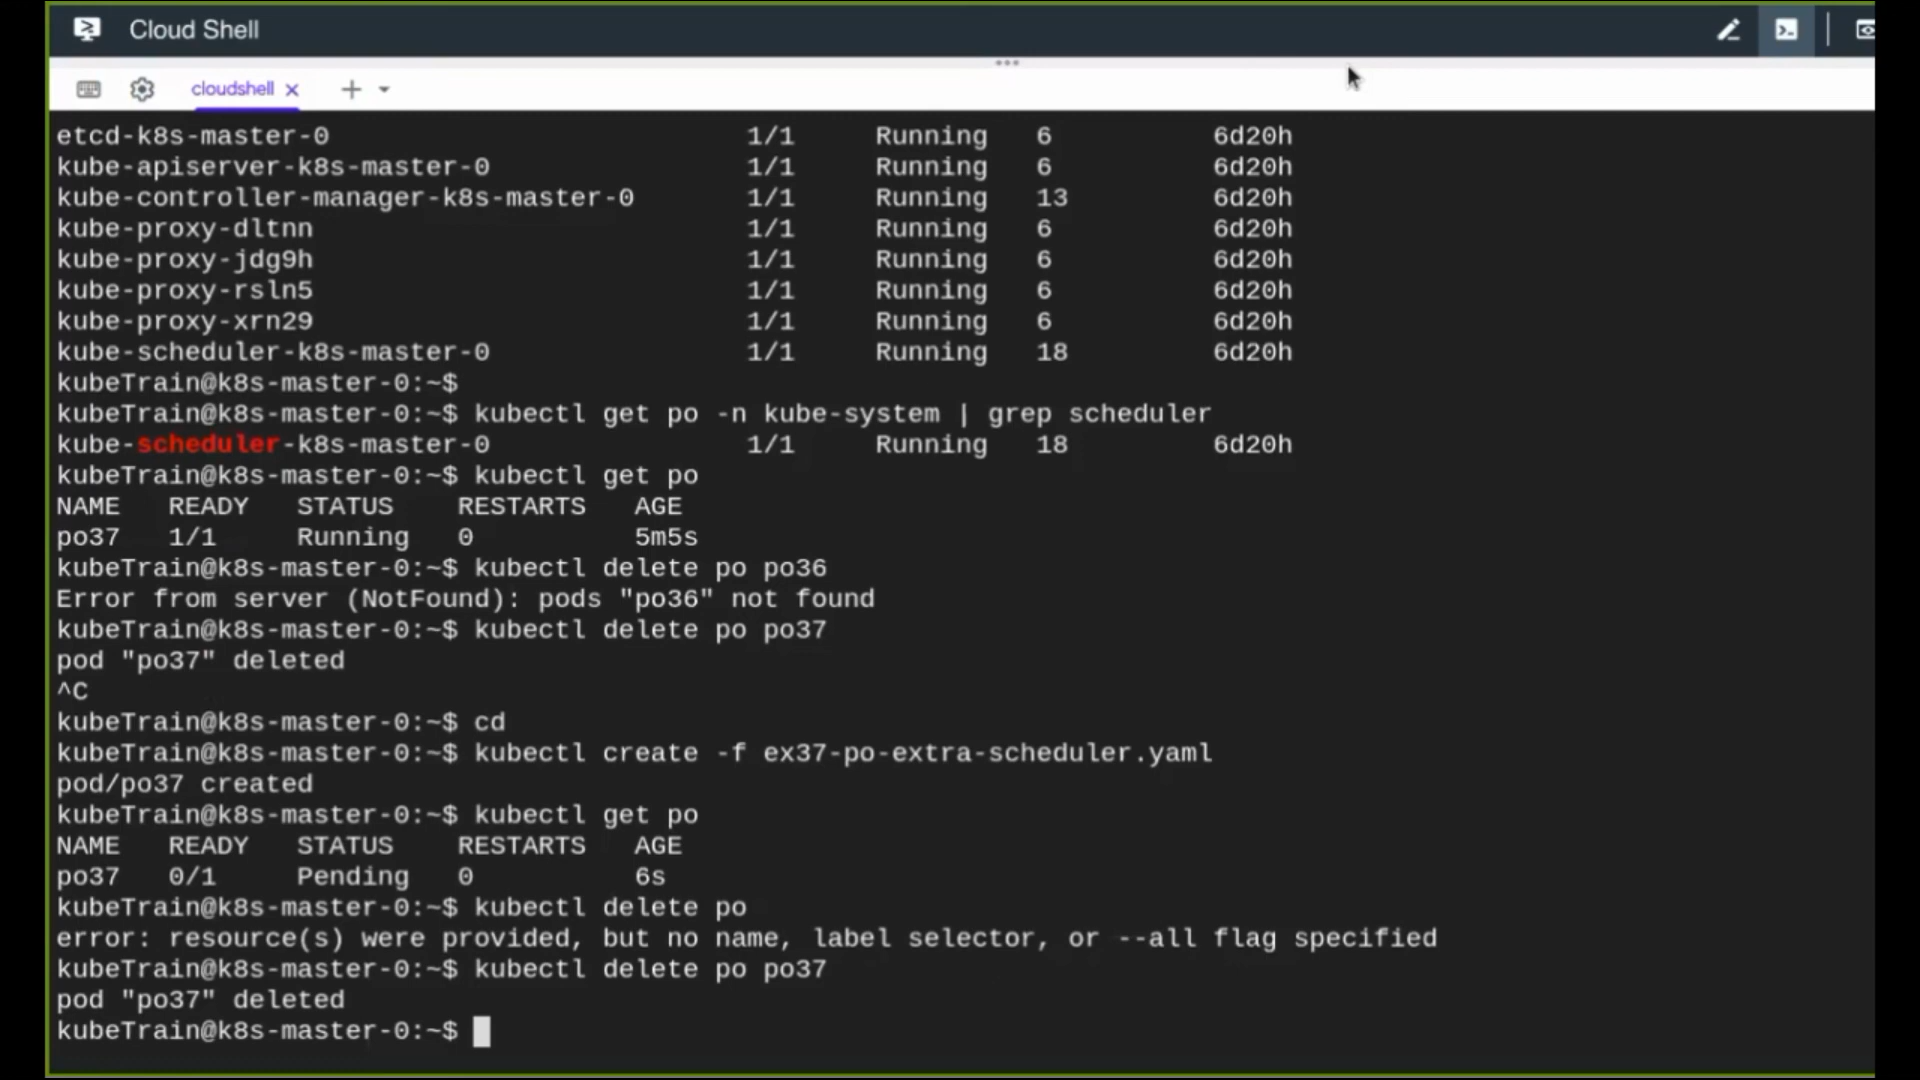 Cloud Shell
cloudshell
etcd-k8s-master-0 1/1 Running 6 6d20h
kube-apiserver-k8s-master-0 1/1 Running 6 6d20h
kube-controller-manager-k8s-master-0 1/1 Running 13 6d20h
kube-proxy-dltnn 1/1 Running 6 6d20h
kube-proxy-jdg9h 1/1 Running 6 6d20h
kube-proxy-rsln5 1/1 Running 6 6d20h
kube-proxy-xrn29 1/1 Running 6 6d20h
kube-scheduler-k8s-master-0 1/1 Running 18 6d20h
kubeTrain@k8s-master-0:~$
kubeTrain@k8s-master-0:~$ kubectl get po -n kube-system | grep scheduler
kube-scheduler-k8s-master-0 1/1 Running 18 6d20h
kubeTrain@k8s-master-0:~$ kubectl get po
NAME READY STATUS RESTARTS AGE
po37 1/1 Running 0 5m5s
kubeTrain@k8s-master-0:~$ kubectl delete po po36
Error from server (NotFound): pods "po36" not found
kubeTrain@k8s-master-0:~$ kubectl delete po po37
pod "po37" deleted
^C
kubeTrain@k8s-master-0:~$ cd
kubeTrain@k8s-master-0:~$ kubectl create -f ex37-po-extra-scheduler.yaml
pod/po37 created
kubeTrain@k8s-master-0:~$ kubectl get po
NAME READY STATUS RESTARTS AGE
po37 0/1 Pending 0 6s
kubeTrain@k8s-master-0:~$ kubectl delete po
error: resource(s) were provided, but no name, label selector, or --all flag specified
kubeTrain@k8s-master-0:~$ kubectl delete po po37
pod "po37" deleted
kubeTrain@k8s-master-0:~$